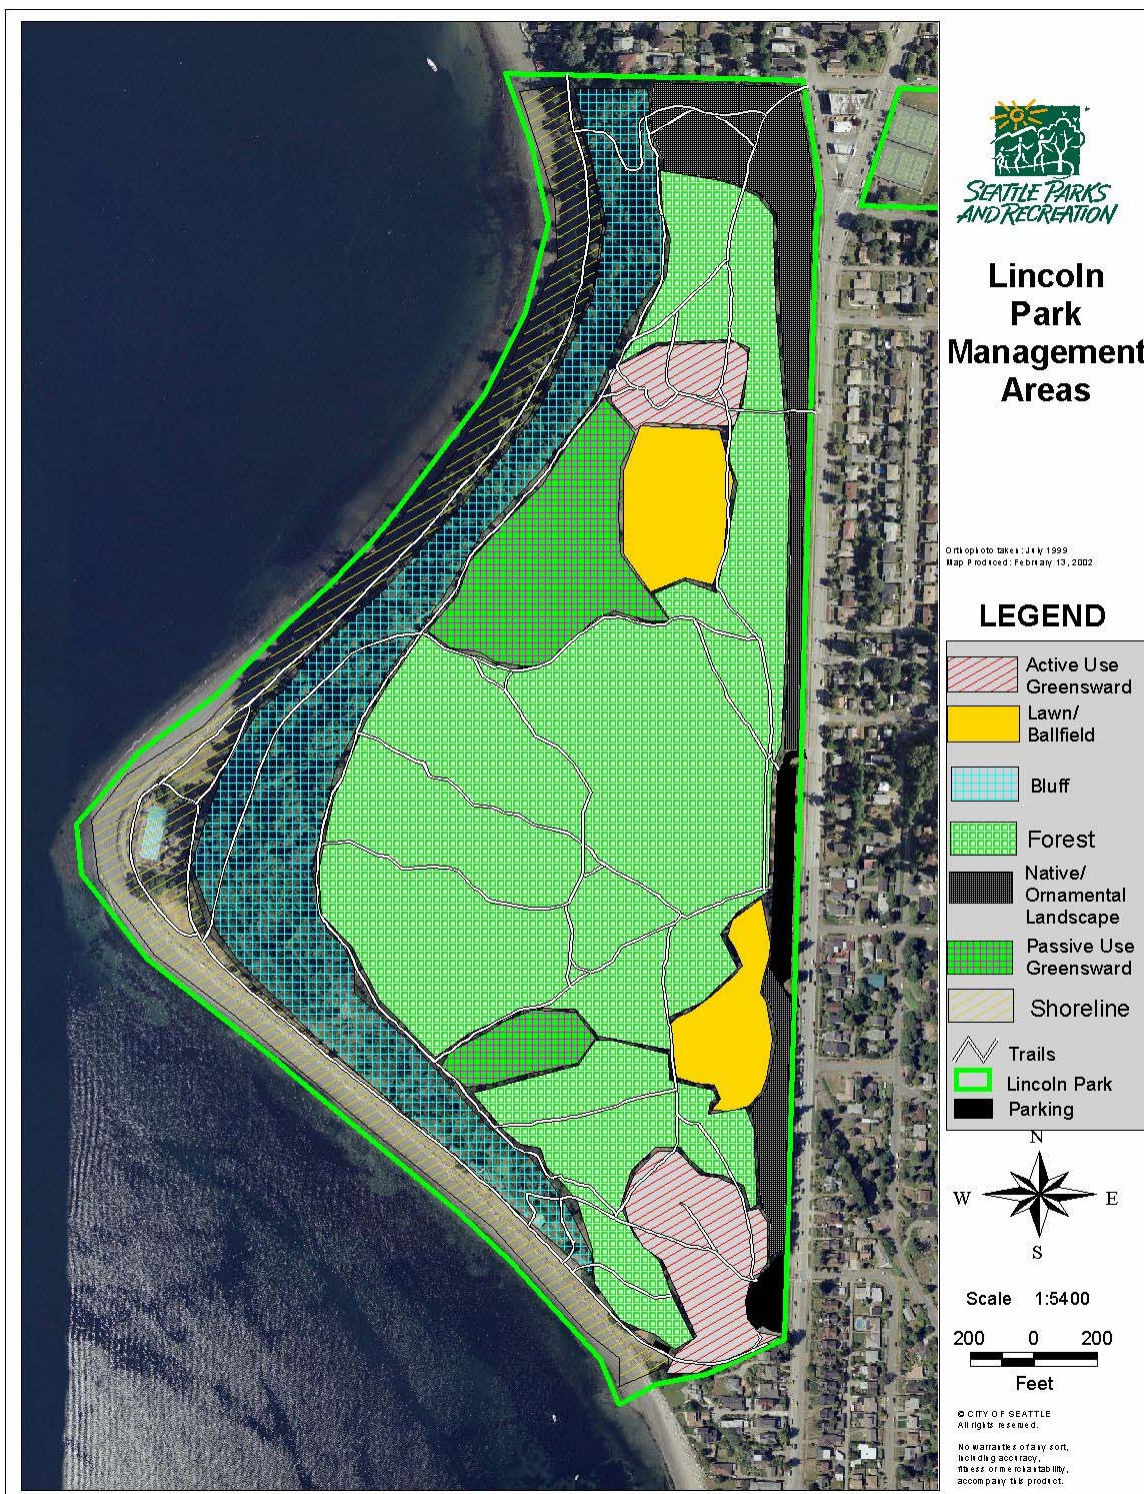 SEATTLE PARKS
AND RECREATION
Lincoln
Park
Management
Areas
Orthophoto taken: July 1999
Map Produced: February 13, 2002
LEGEND
Active Use
Greensward
Lawn/
Ballfield
Bluff
Forest
Native/
Ornamental
Landscape
Passive Use
Greensward
Shoreline
Trails
Lincoln Park
Parking
N
W E
S
Scale 1:5400
200 0 200
Feet
© CITY OF SEATTLE
All rights reserved.
No warranties of any sort,
including accuracy,
fitness or merchantability,
accompany this product.